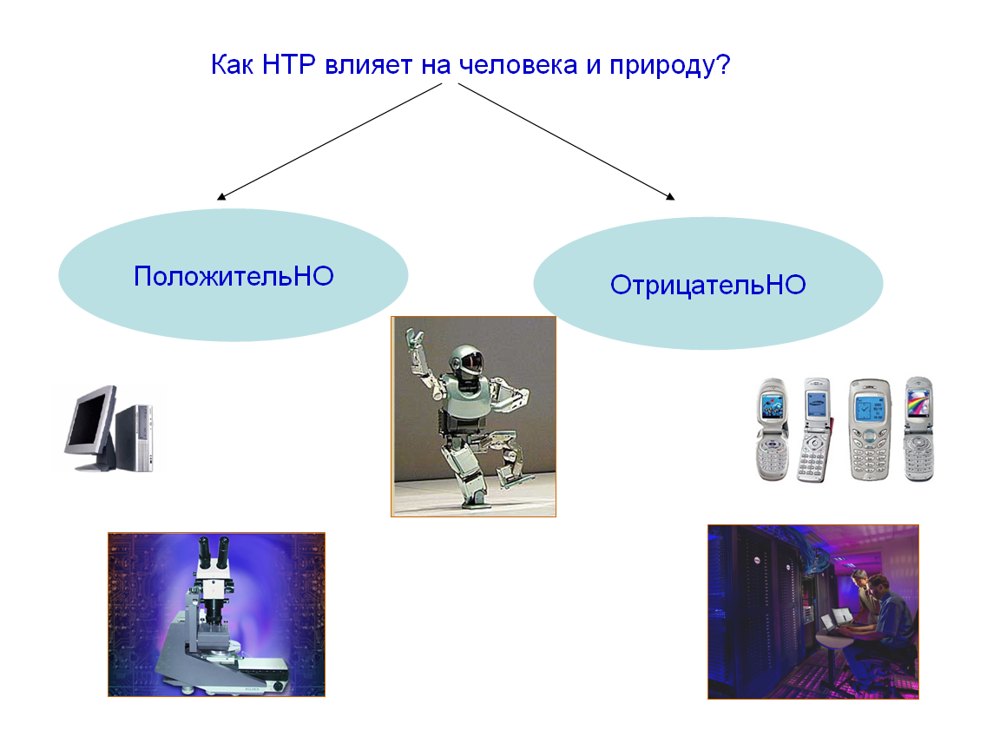 Как НТР влияет на человека и природу?
ПоложительНО
ОтрицательНО